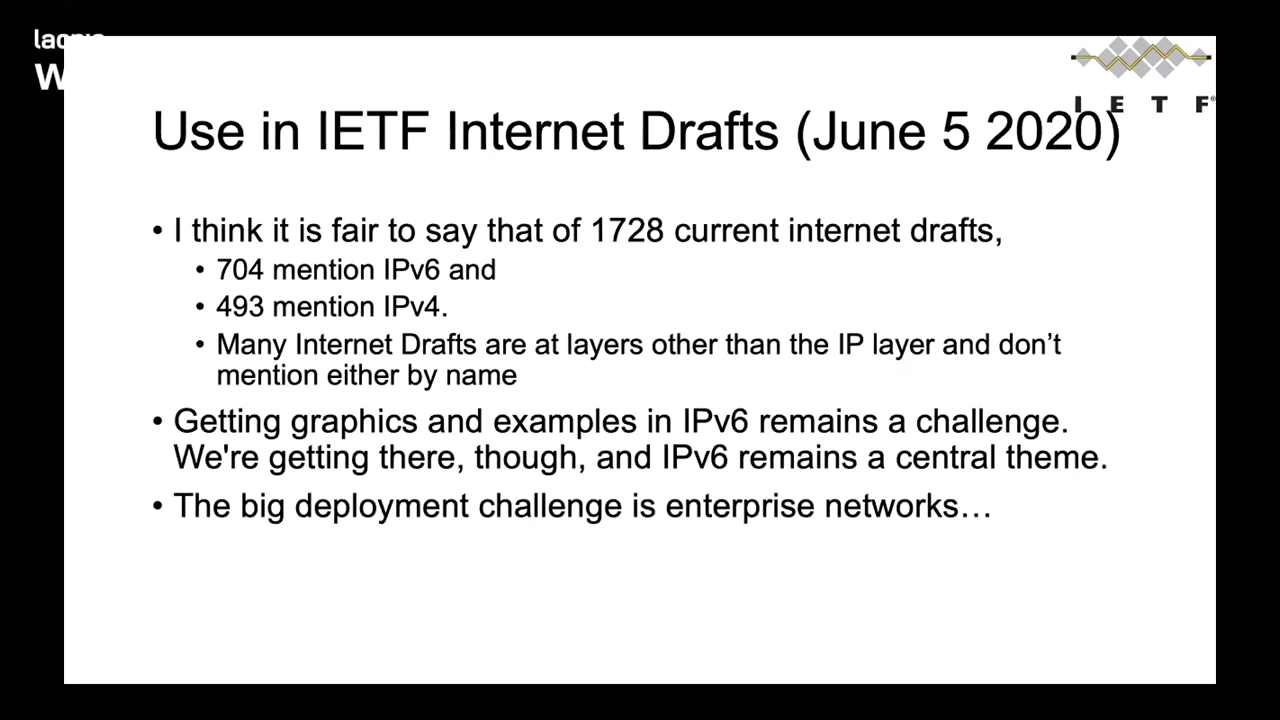 Use in IETF Internet Drafts (June 5 2020)
I E T F
• I think it is fair to say that of 1728 current internet drafts,
• 704 mention IPv6 and
• 493 mention IPv4.
• Many Internet Drafts are at layers other than the IP layer and don’t
mention either by name
• Getting graphics and examples in IPv6 remains a challenge.
We're getting there, though, and IPv6 remains a central theme.
• The big deployment challenge is enterprise networks…